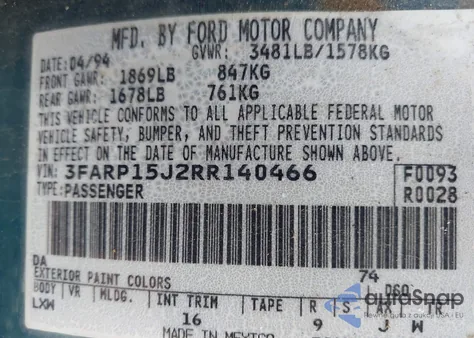 MFD. BY FORD MOTOR COMPANY
DATE: 04/94 GVWR: 3481LB/1578KG
FRONT GAWR: 1869LB 847KG
REAR GAWR: 1678LB 761KG
THIS VEHICLE CONFORMS TO ALL APPLICABLE FEDERAL MOTOR
VEHICLE SAFETY, BUMPER, AND THEFT PREVENTION STANDARDS
IN EFFECT ON THE DATE OF MANUFACTURE SHOWN ABOVE.
VIN: 3FARP15J2RR140466 F0093
TYPE: PASSENGER R0028
DA 74 DSO
EXTERIOR PAINT COLORS
BODY VR MLDG. INT TRIM TAPE R S AX
LXW 16 9 J W
MADE IN MEXICO
autoSnap